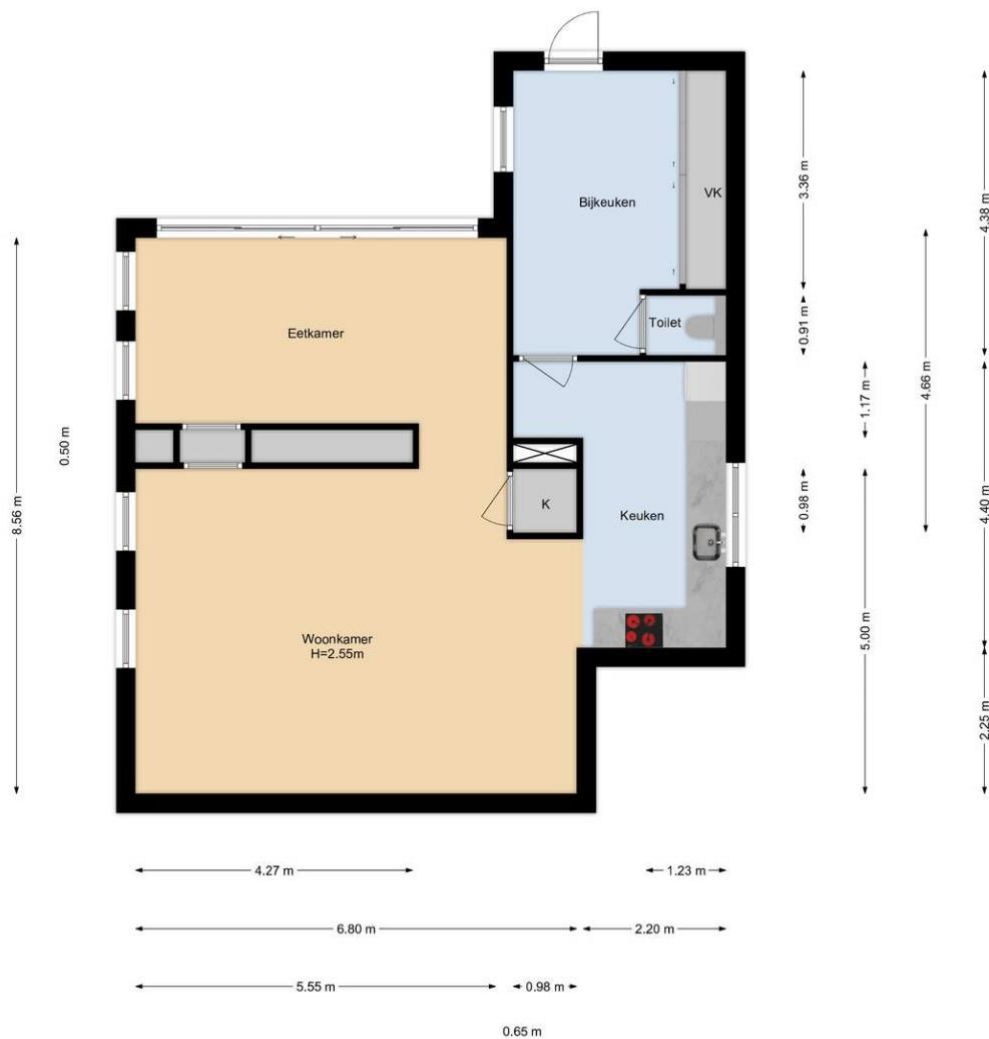 VK
Bijkeuken
Toilet
Eetkamer
K
Keuken
Woonkamer
H=2.55m
3.36 m
4.38 m
0.91 m
1.17 m
4.66 m
0.50 m
8.56 m
0.98 m
4.40 m
5.00 m
2.25 m
4.27 m
1.23 m
6.80 m
2.20 m
5.55 m
0.98 m
0.65 m